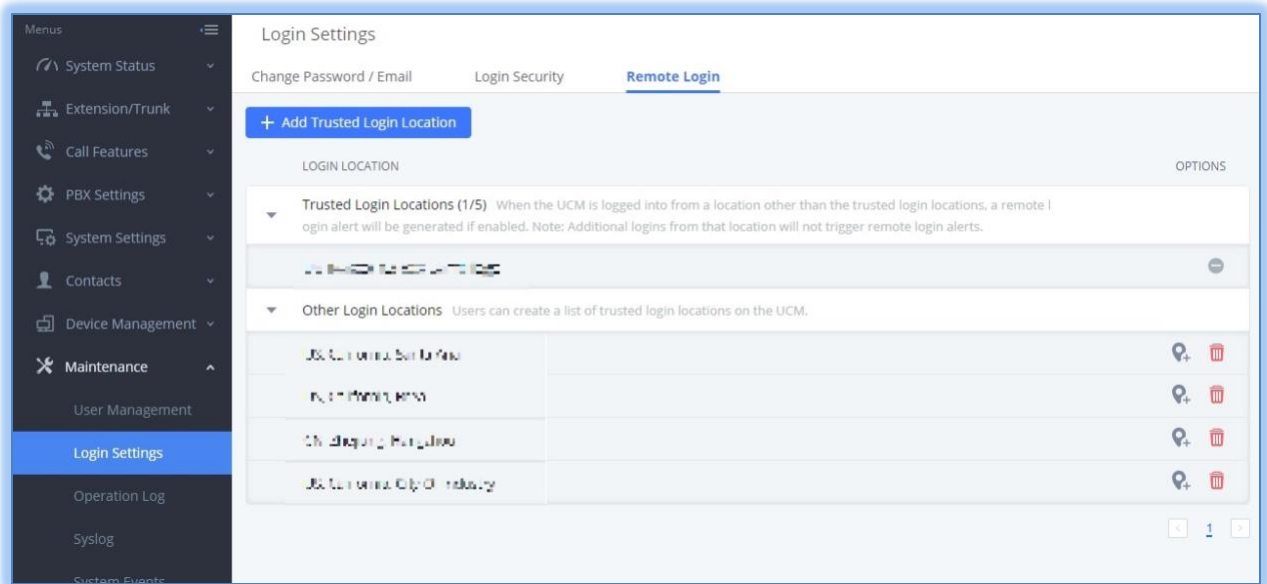 Menus
System Status
Extension/Trunk
Call Features
PBX Settings
System Settings
Contacts
Device Management
Maintenance
User Management
Login Settings
Operation Log
Syslog
System Events
Login Settings
Change Password / Email Login Security Remote Login
+ Add Trusted Login Location
LOGIN LOCATION OPTIONS
Trusted Login Locations (1/5) When the UCM is logged into from a location other than the trusted login locations, a remote l
ogin alert will be generated if enabled. Note: Additional logins from that location will not trigger remote login alerts.
Other Login Locations Users can create a list of trusted login locations on the UCM.
< 1 >